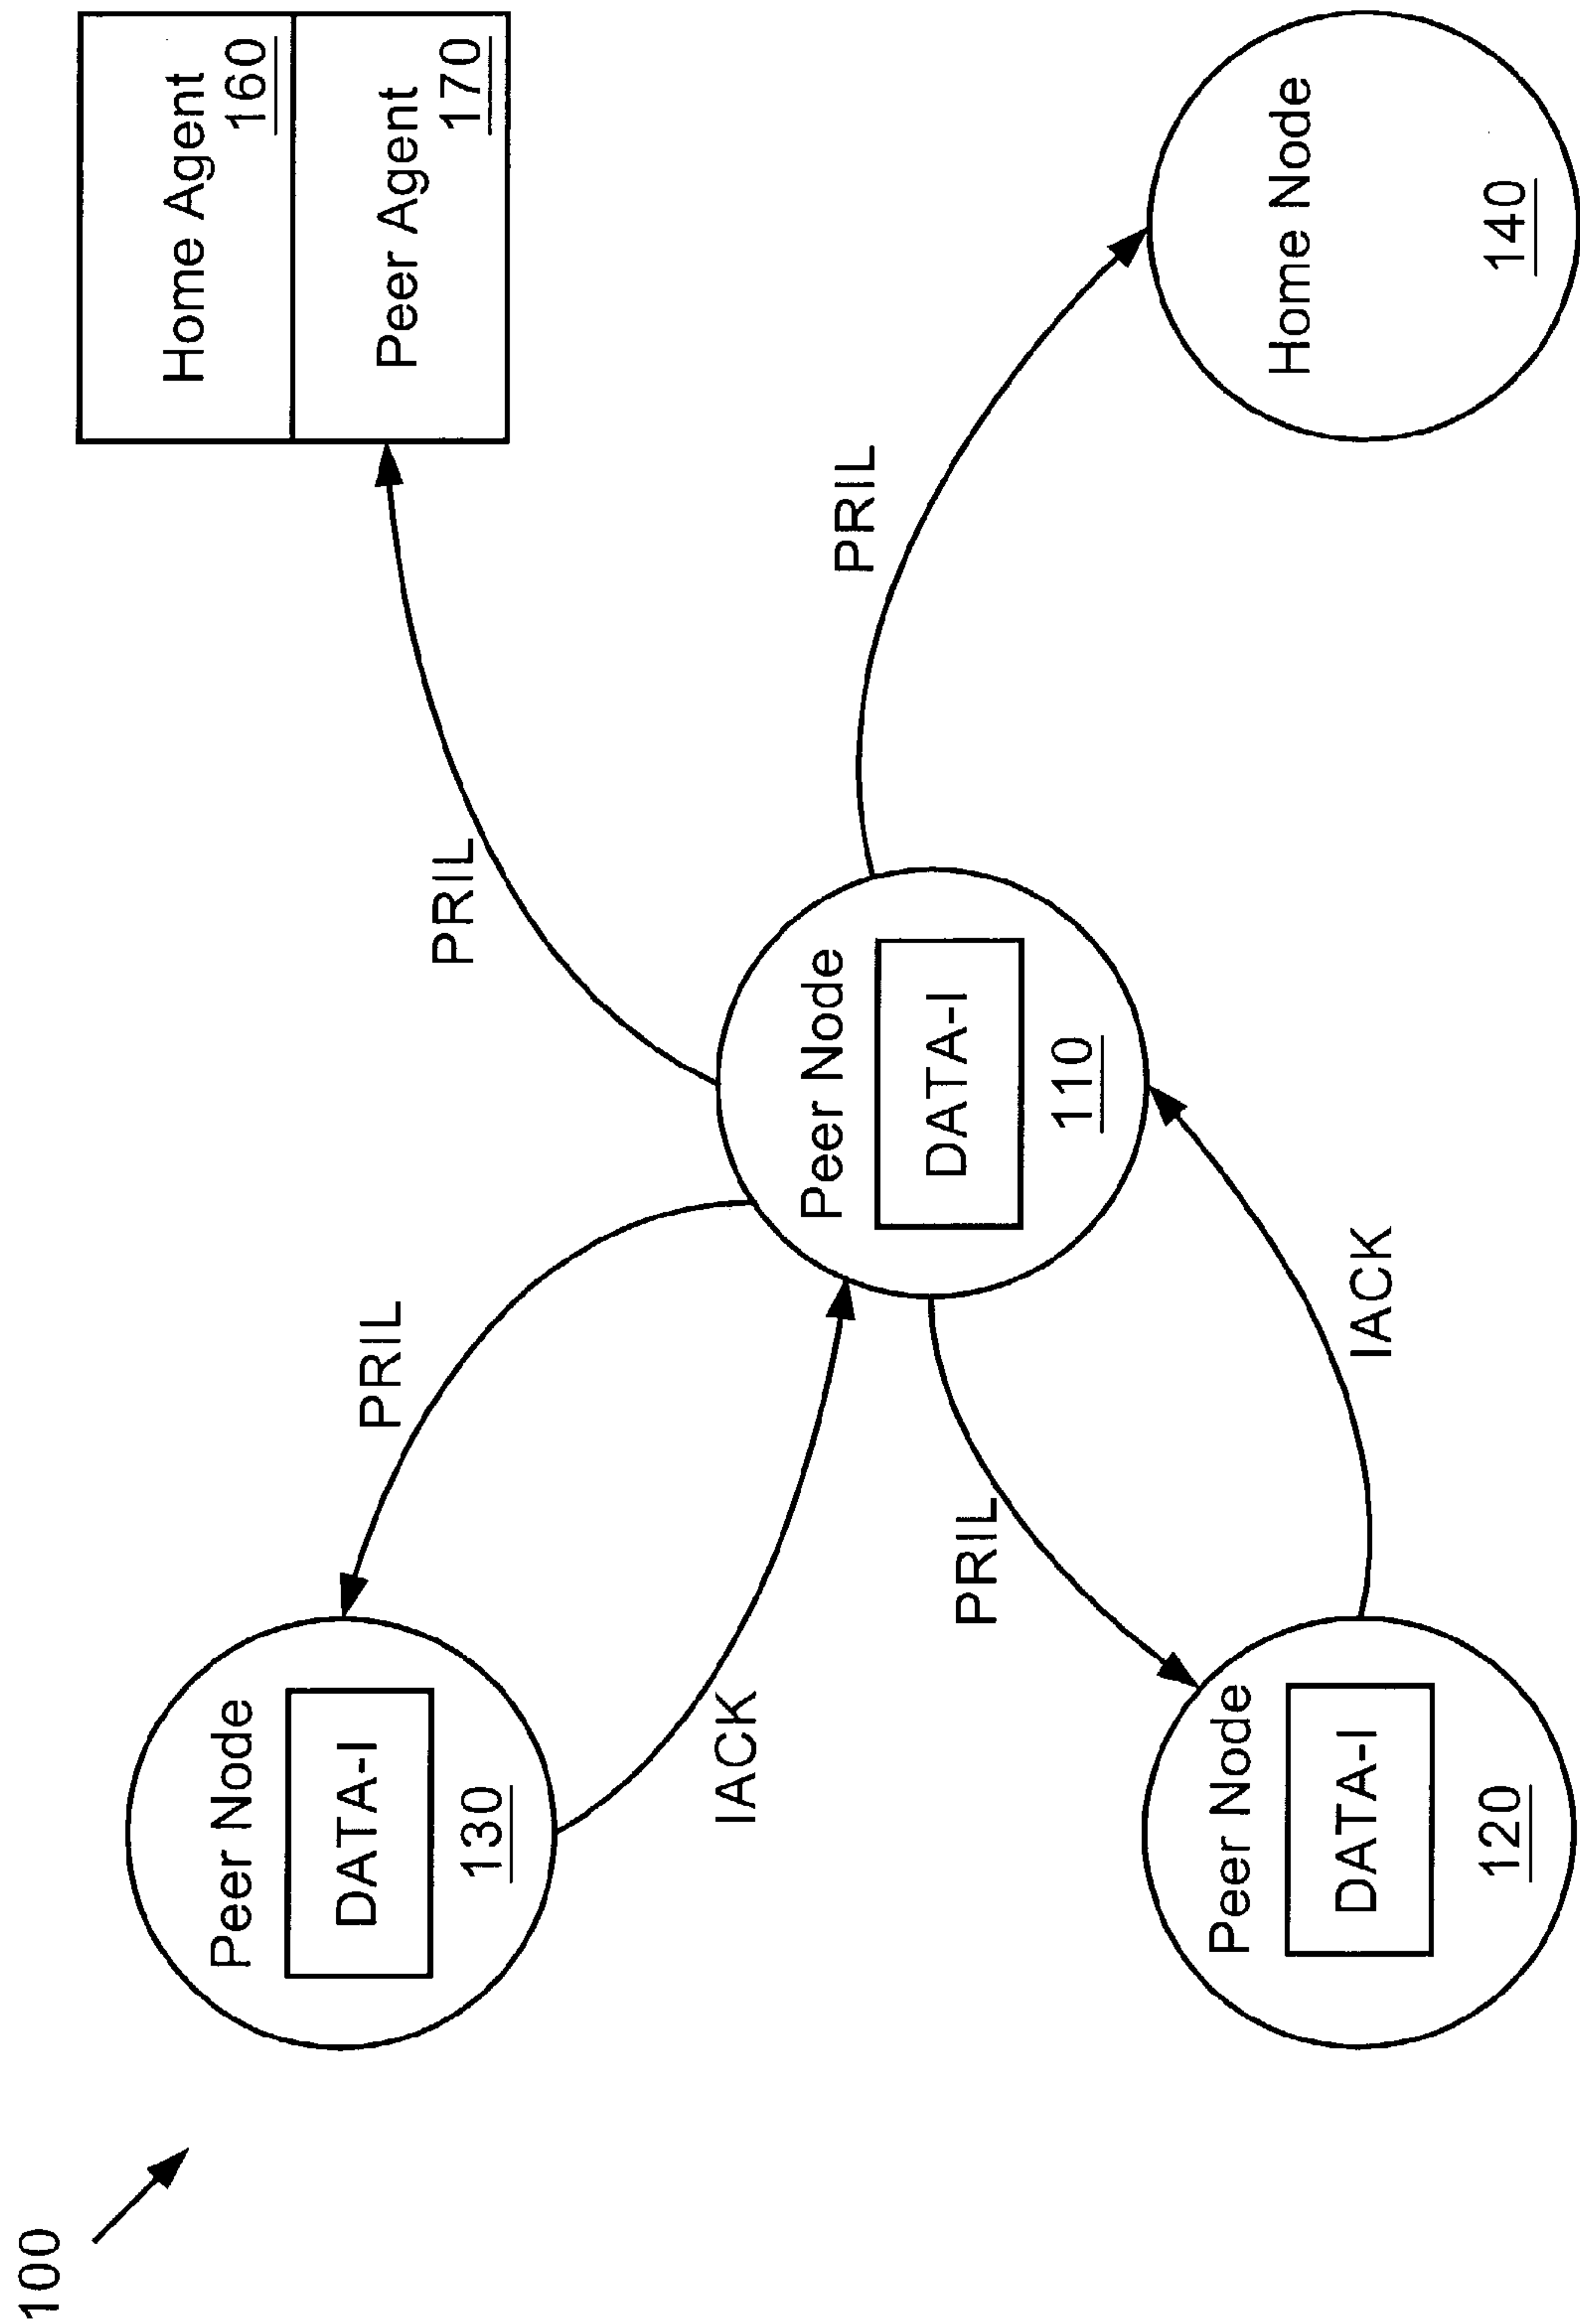 100
Peer Node
DATA-I
130
PRIL
IACK
PRIL
Home Agent
160
Peer Agent
170
Peer Node
DATA-I
110
PRIL
PRIL
IACK
Peer Node
DATA-I
120
Home Node
140